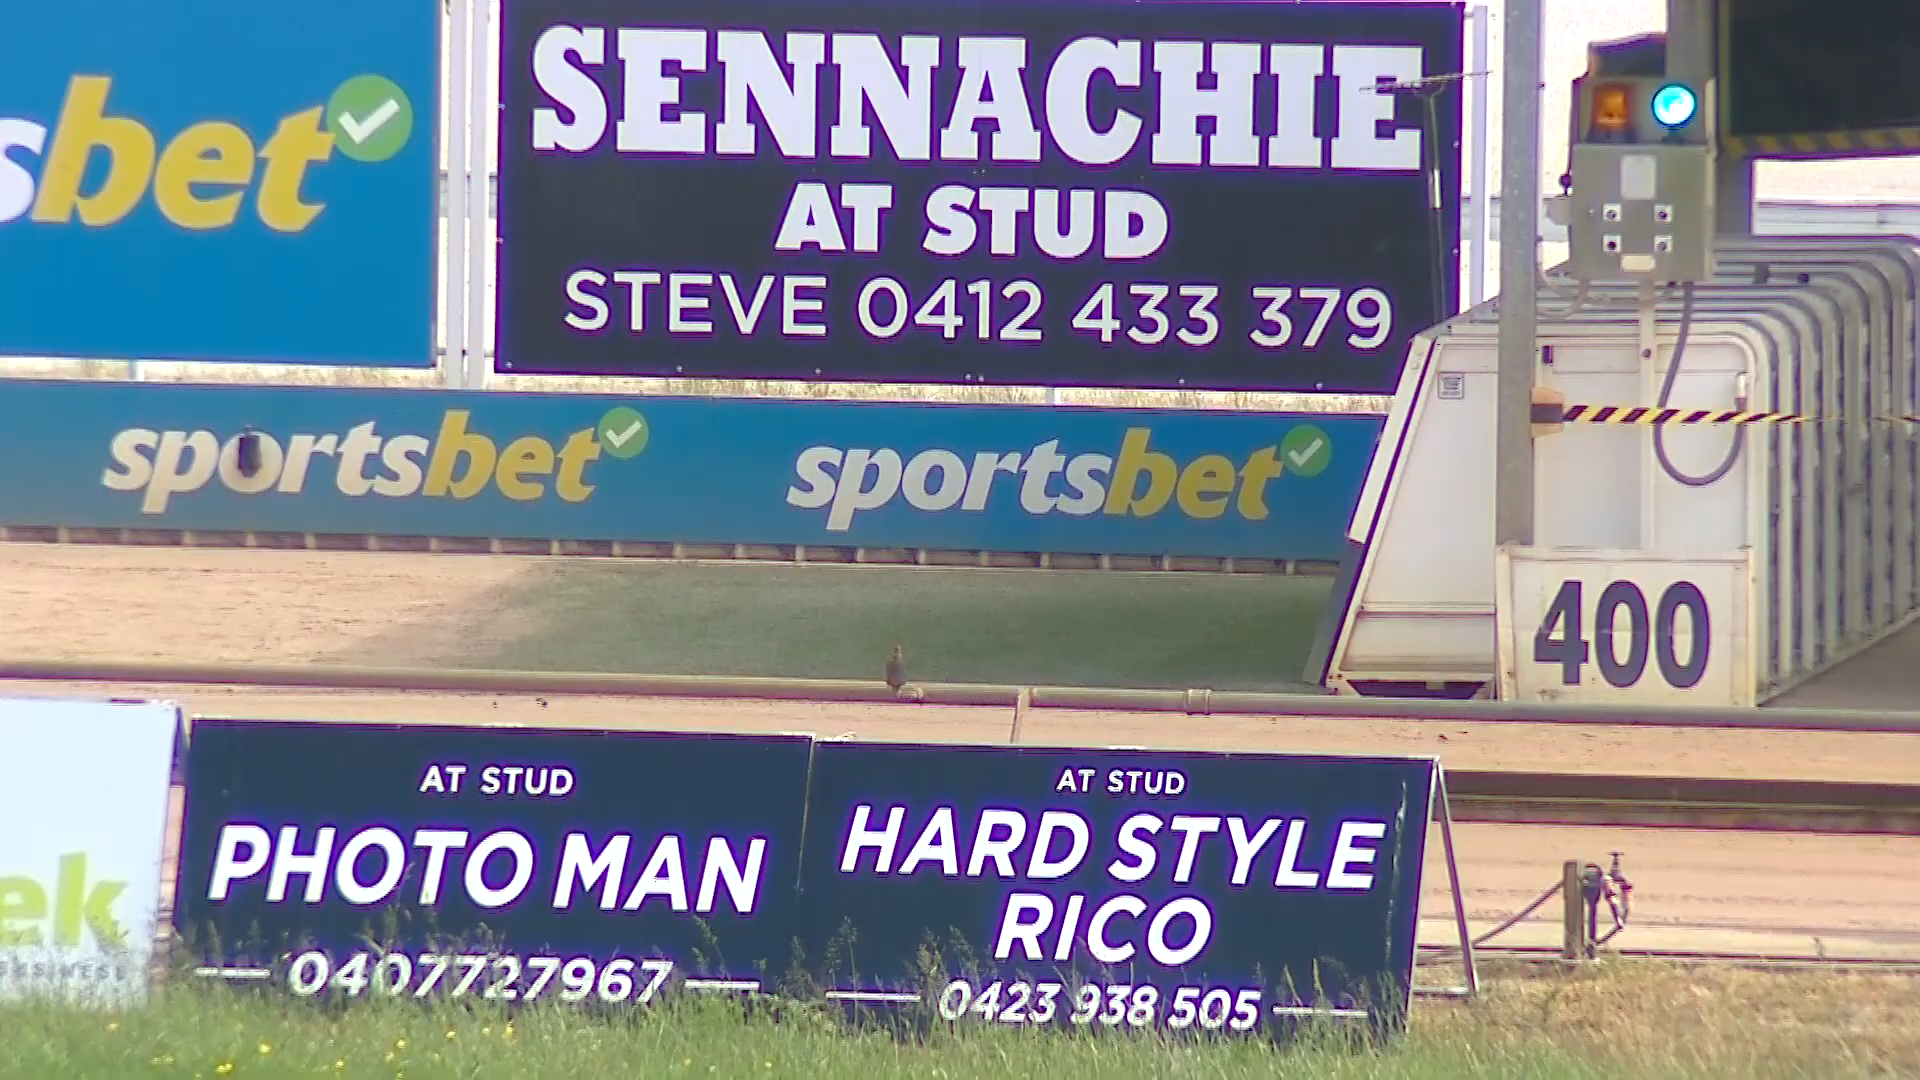 sbet
SENNACHIE
AT STUD
STEVE 0412 433 379
sportsbet
sportsbet
400
AT STUD
PHOTO MAN
0407727967
AT STUD
HARD STYLE
RICO
0423 938 505
ek